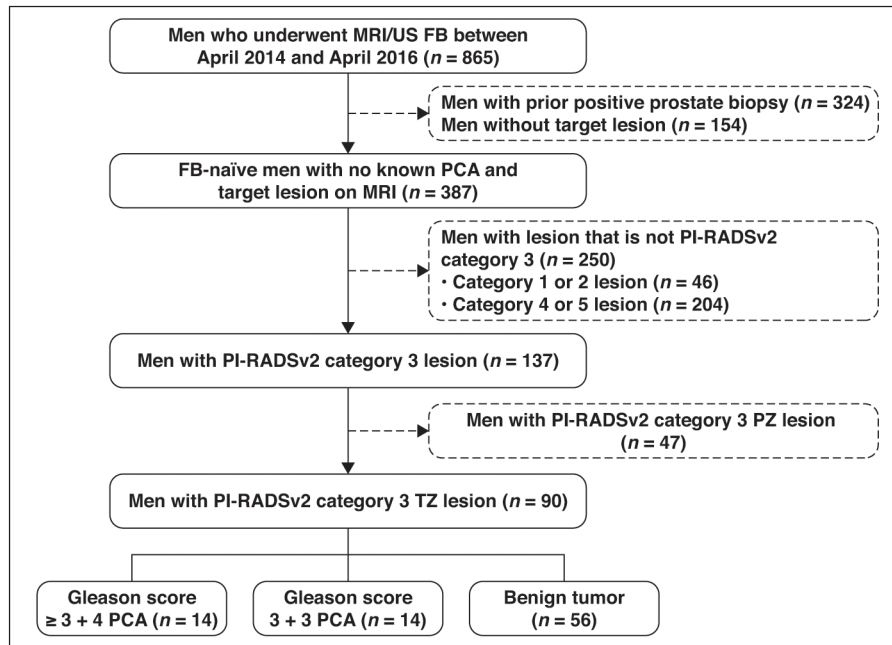 Men who underwent MRI/US FB between
April 2014 and April 2016 (n = 865)
Men with prior positive prostate biopsy (n = 324)
Men without target lesion (n = 154)
FB-naïve men with no known PCA and
target lesion on MRI (n = 387)
Men with lesion that is not PI-RADSv2
category 3 (n = 250)
• Category 1 or 2 lesion (n = 46)
• Category 4 or 5 lesion (n = 204)
Men with PI-RADSv2 category 3 lesion (n = 137)
Men with PI-RADSv2 category 3 PZ lesion
(n = 47)
Men with PI-RADSv2 category 3 TZ lesion (n = 90)
Gleason score
≥ 3 + 4 PCA (n = 14)
Gleason score
3 + 3 PCA (n = 14)
Benign tumor
(n = 56)